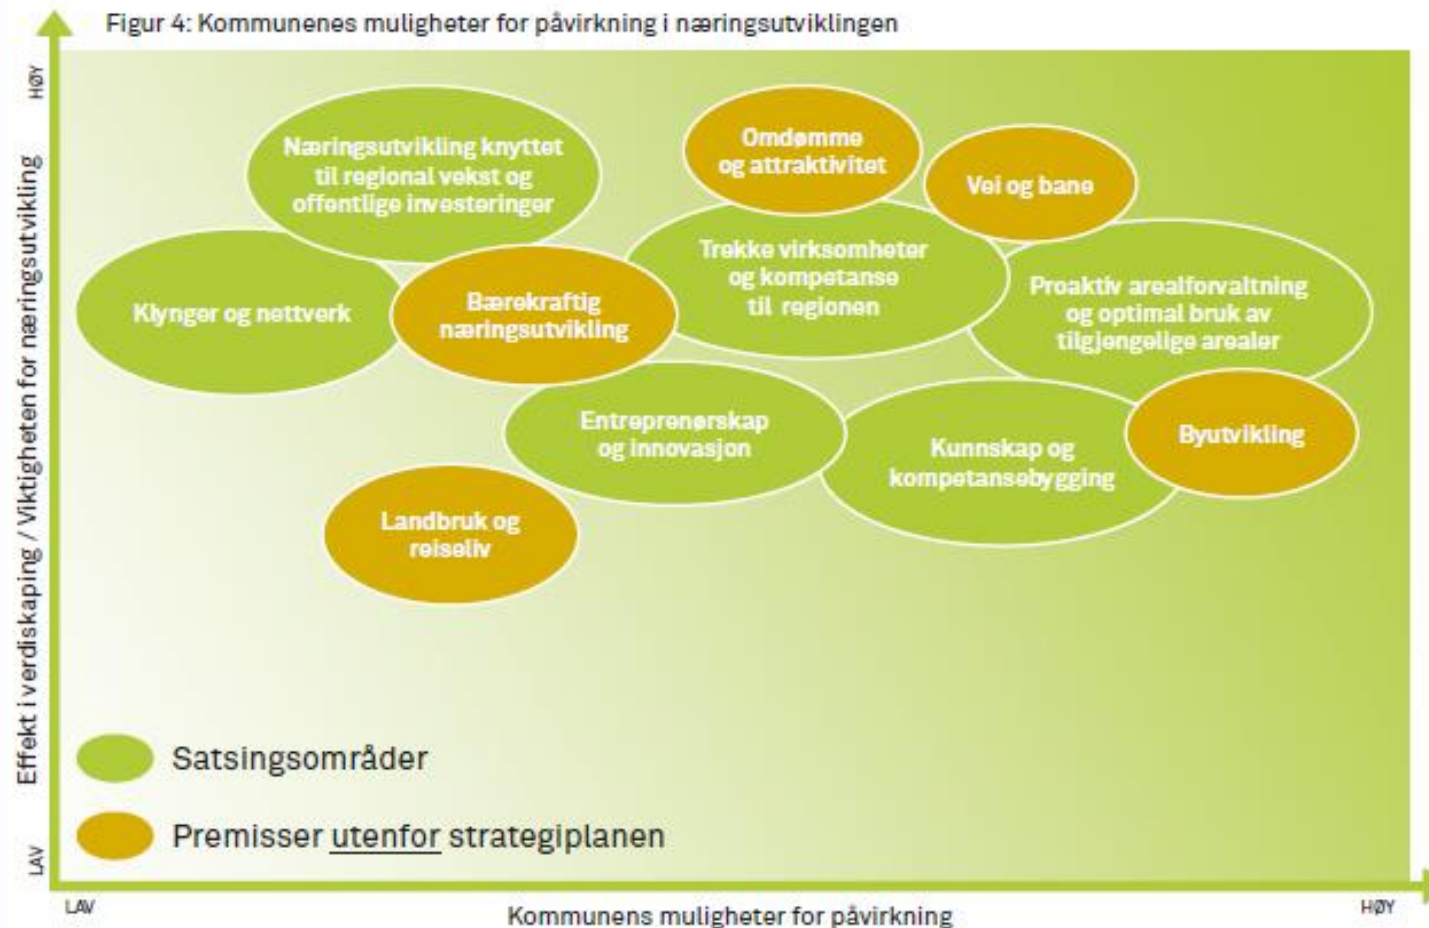 Figur 4: Kommunenes muligheter for påvirkning i næringsutviklingen
HØY
Effekt i verdiskaping / Viktigheten for næringsutvikling
LAV
Næringsutvikling knyttet
til regional vekst og
offentlige investeringer
Omdømme
og attraktivitet
Vei og bane
Klynger og nettverk
Bærekraftig
næringsutvikling
Trekke virksomheter
og kompetanse
til regionen
Proaktiv arealforvaltning
og optimal bruk av
tilgjengelige arealer
Entreprenørskap
og innovasjon
Kunnskap og
kompetansebygging
Byutvikling
Landbruk og
reiseliv
Satsingsområder
Premisser utenfor strategiplanen
LAV
Kommunens muligheter for påvirkning
HØY